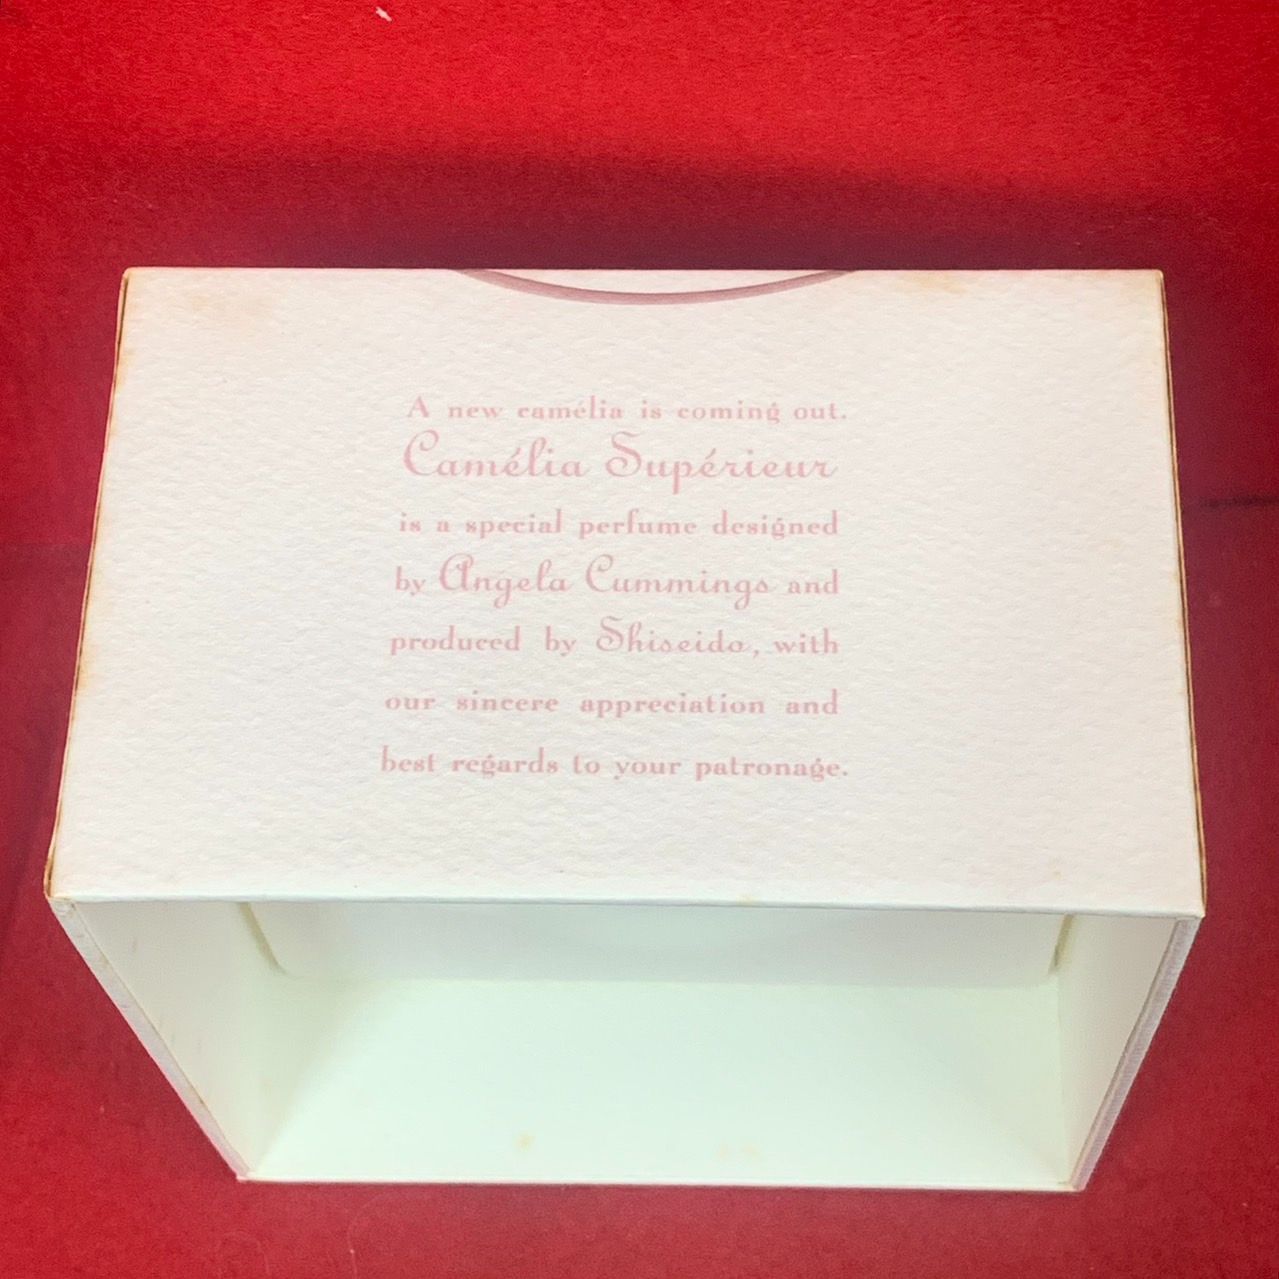 A new camélia is coming out.
Camélia Supérieur
is a special perfume designed
by Angela Cummings and
produced by Shiseido, with
our sincere appreciation and
best regards to your patronage.